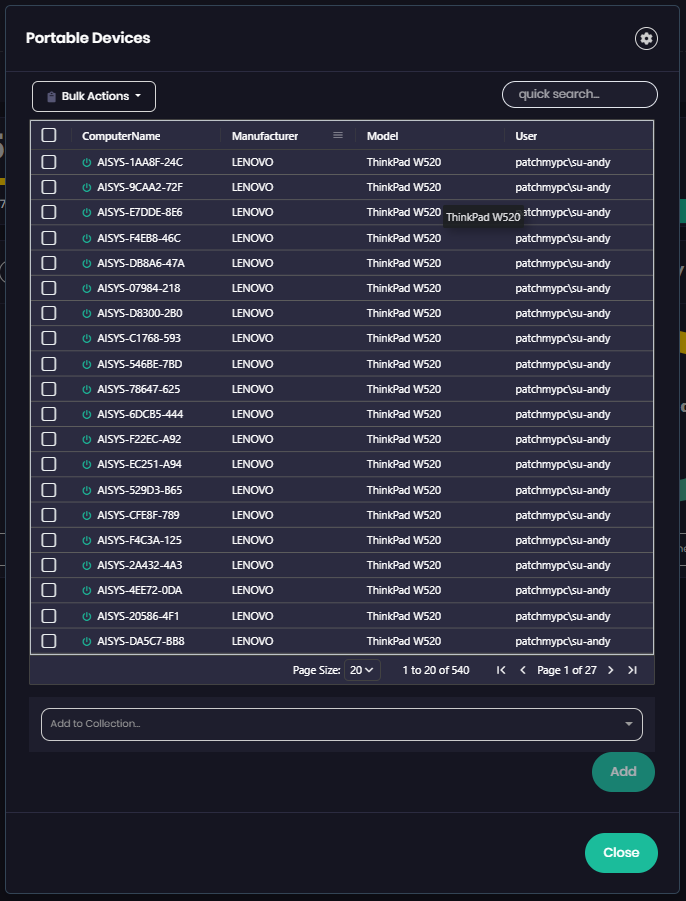 Portable Devices
Bulk Actions
quick search...
ComputerName Manufacturer Model User
AISYS-1AA8F-24C LENOVO ThinkPad W520 patchmypc\su-andy
AISYS-9CAA2-72F LENOVO ThinkPad W520 patchmypc\su-andy
AISYS-E7DDE-8E6 LENOVO ThinkPad W520 ThinkPad W520 patchmypc\su-andy
AISYS-F4EB8-46C LENOVO ThinkPad W520 patchmypc\su-andy
AISYS-DB8A6-47A LENOVO ThinkPad W520 patchmypc\su-andy
AISYS-07984-218 LENOVO ThinkPad W520 patchmypc\su-andy
AISYS-D8300-2B0 LENOVO ThinkPad W520 patchmypc\su-andy
AISYS-C1768-593 LENOVO ThinkPad W520 patchmypc\su-andy
AISYS-546BE-7BD LENOVO ThinkPad W520 patchmypc\su-andy
AISYS-78647-625 LENOVO ThinkPad W520 patchmypc\su-andy
AISYS-6DCB5-444 LENOVO ThinkPad W520 patchmypc\su-andy
AISYS-F22EC-A92 LENOVO ThinkPad W520 patchmypc\su-andy
AISYS-EC251-A94 LENOVO ThinkPad W520 patchmypc\su-andy
AISYS-529D3-B65 LENOVO ThinkPad W520 patchmypc\su-andy
AISYS-CFE8F-789 LENOVO ThinkPad W520 patchmypc\su-andy
AISYS-F4C3A-125 LENOVO ThinkPad W520 patchmypc\su-andy
AISYS-2A432-4A3 LENOVO ThinkPad W520 patchmypc\su-andy
AISYS-4EE72-0DA LENOVO ThinkPad W520 patchmypc\su-andy
AISYS-20586-4F1 LENOVO ThinkPad W520 patchmypc\su-andy
AISYS-DA5C7-BB8 LENOVO ThinkPad W520 patchmypc\su-andy
Page Size: 20 1 to 20 of 540 Page 1 of 27
Add to Collection...
Add
Close